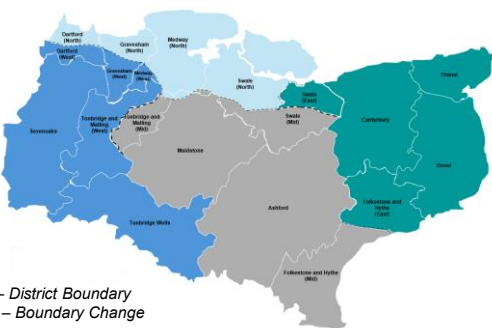 Dartford
(North)
Dartford
(West)
Gravesham
(North)
Medway
(North)
Gravesham
(West)
Medway
(West)
Swale
(North)
Swale
(East)
Thanet
Sevenoaks
Tonbridge and
Malling
(West)
Tonbridge and
Malling
(Mid)
Swale
(Mid)
Canterbury
Maidstone
Dover
Ashford
Folkestone and
Hythe
(East)
Tunbridge Wells
Folkestone and Hythe
(Mid)
– District Boundary
– Boundary Change